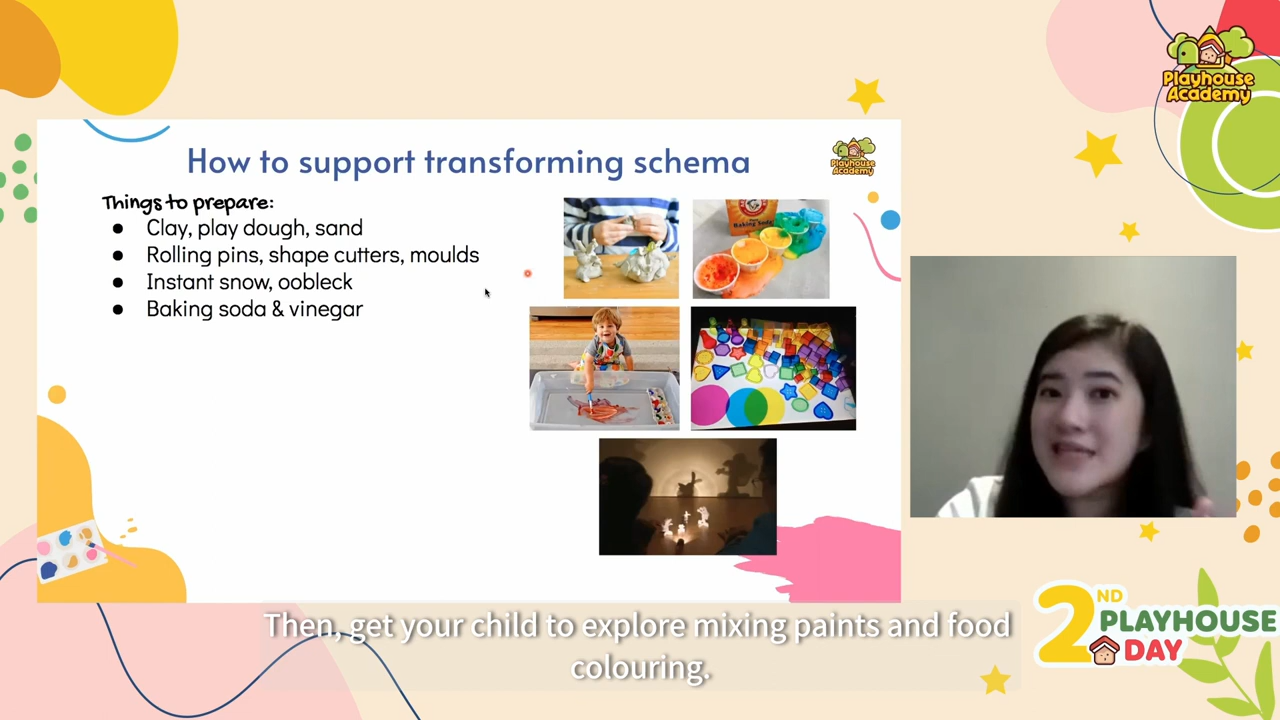 Playhouse
Academy
How to support transforming schema
Playhouse
Academy
Things to prepare:
● Clay, play dough, sand
● Rolling pins, shape cutters, moulds
● Instant snow, oobleck
● Baking soda & vinegar
Baking Soda
Then, get your child to explore mixing paints and food
colouring.
2ND PLAYHOUSE
DAY